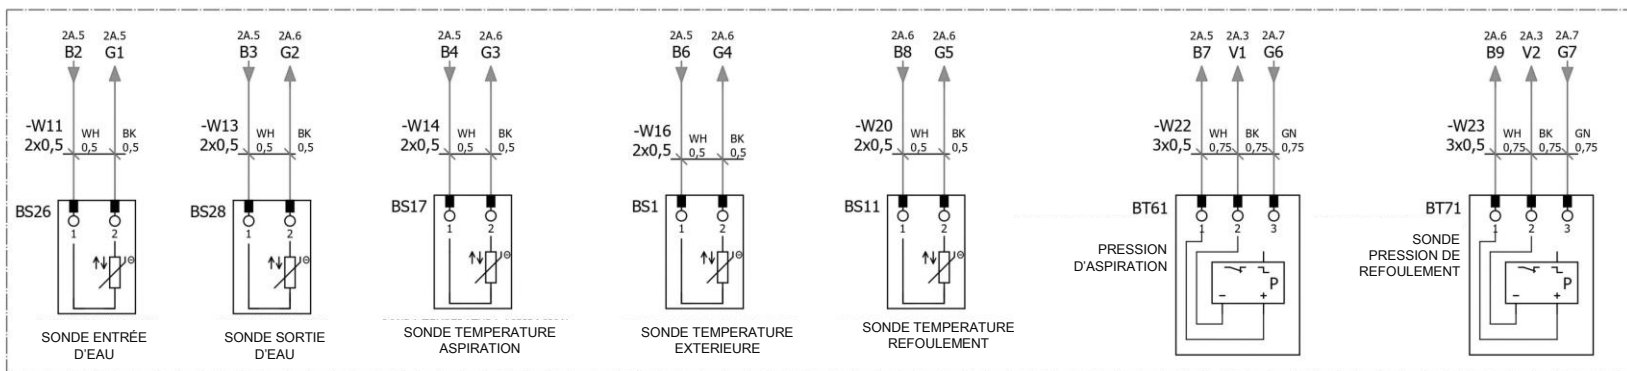 2A.5 2A.5 2A.5 2A.6 2A.5 2A.6 2A.6 2A.6 2A.6 2A.6 2A.5 2A.3 2A.7 2A.6 2A.3 2A.7
B2 G1 B3 G2 B4 G3 B6 G4 B8 G5 B7 V1 G6 B9 V2 G7
-W11 WH BK -W13 WH BK -W14 WH BK -W16 WH BK -W20 WH BK -W22 WH BK GN -W23 WH BK GN
2x0,5 0,5 0,5 2x0,5 0,5 0,5 2x0,5 0,5 0,5 2x0,5 0,5 0,5 2x0,5 0,5 0,5 3x0,5 0,75 0,75 0,75 3x0,5 0,75 0,75 0,75
BS26 BS28 BS17 BS1 BS11 BT61 BT71
1 2 1 2 1 2 1 2 1 2 1 2 3 1 2 3
PRESSION
D'ASPIRATION
SONDE
PRESSION DE
REFOULEMENT
Θ Θ Θ Θ Θ P P
- + - +
SONDE ENTRÉE
D'EAU
SONDE SORTIE
D'EAU
SONDE TEMPERATURE
ASPIRATION
SONDE TEMPERATURE
EXTERIEURE
SONDE TEMPERATURE
REFOULEMENT